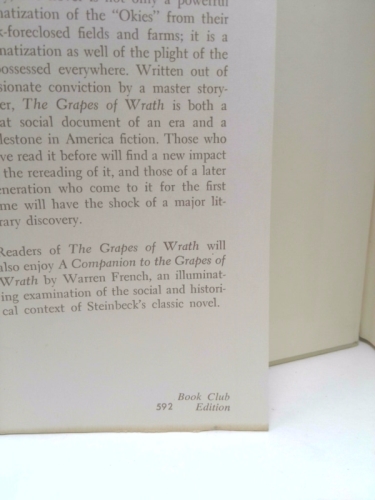 not only a powerful
matization of the "Okies" from their
k-foreclosed fields and farms; it is a
matization as well of the plight of the
possessed everywhere. Written out of
sionate conviction by a master story-
er, The Grapes of Wrath is both a
at social document of an era and a
lestone in America fiction. Those who
ve read it before will find a new impact
the rereading of it, and those of a later
eneration who come to it for the first
me will have the shock of a major lit-
rary discovery.
Readers of The Grapes of Wrath will
also enjoy A Companion to the Grapes of
Wrath by Warren French, an illuminat-
ing examination of the social and histori-
cal context of Steinbeck's classic novel.
Book Club
592 Edition